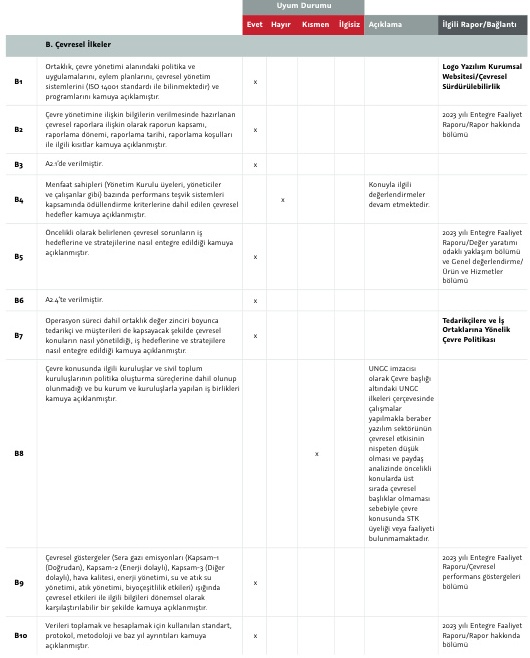 Uyum Durumu
Evet Hayır Kısmen İlgisiz Açıklama İlgili Rapor/Bağlantı
B. Çevresel İlkeler
B1
Ortaklık, çevre yönetimi alanındaki politika ve
uygulamalarını, eylem planlarını, çevresel yönetim
sistemlerini (ISO 14001 standardı ile bilinmektedir) ve
programlarını kamuya açıklamıştır.
x
Logo Yazılım Kurumsal
Websitesi/Çevresel
Sürdürülebilirlik
B2
Çevre yönetimine ilişkin bilgilerin verilmesinde hazırlanan
çevresel raporlara ilişkin olarak raporun kapsamı,
raporlama dönemi, raporlama tarihi, raporlama koşulları
ile ilgili kısıtlar kamuya açıklanmıştır.
x
2023 yılı Entegre Faaliyet
Raporu/Rapor hakkında
bölümü
B3
A2.1'de verilmiştir.
x
B4
Menfaat sahipleri (Yönetim Kurulu üyeleri, yöneticiler
ve çalışanlar gibi) bazında performans teşvik sistemleri
kapsamında ödüllendirme kriterlerine dahil edilen çevresel
hedefler kamuya açıklanmıştır.
x
Konuyla ilgili
değerlendirmeler
devam etmektedir.
B5
Öncelikli olarak belirlenen çevresel sorunların iş
hedeflerine ve stratejilerine nasıl entegre edildiği kamuya
açıklanmıştır.
x
2023 yılı Entegre Faaliyet
Raporu/Değer yaratımı
odaklı yaklaşım bölümü
ve Genel değerlendirme/
Ürün ve Hizmetler
bölümü
B6
A2.4'te verilmiştir.
x
B7
Operasyon süreci dahil ortaklık değer zinciri boyunca
tedarikçi ve müşterileri de kapsayacak şekilde çevresel
konuların nasıl yönetildiği, iş hedeflerine ve stratejilere
nasıl entegre edildiği kamuya açıklanmıştır.
x
Tedarikçilere ve İş
Ortaklarına Yönelik
Çevre Politikası
B8
Çevre konusunda ilgili kuruluşlar ve sivil toplum
kuruluşlarının politika oluşturma süreçlerine dahil olunup
olunmadığı ve bu kurum ve kuruluşlarla yapılan iş birlikleri
kamuya açıklanmıştır.
x
UNGC imzacısı
olarak Çevre başlığı
altındaki UNGC
ilkeleri çerçevesinde
çalışmalar
yapılmakla beraber
yazılım sektörünün
çevresel etkisinin
nispeten düşük
olması ve paydaş
analizinde öncelikli
konularda üst
sırada çevresel
başlıklar olmaması
sebebiyle çevre
konusunda STK
üyeliği veya faaliyeti
bulunmamaktadır.
B9
Çevresel göstergeler (Sera gazı emisyonları (Kapsam-1
(Doğrudan), Kapsam-2 (Enerji dolaylı), Kapsam-3 (Diğer
dolaylı), hava kalitesi, enerji yönetimi, su ve atık su
yönetimi, atık yönetimi, biyoçeşitlilik etkileri) ışığında
çevresel etkileri ile ilgili bilgileri dönemsel olarak
karşılaştırılabilir bir şekilde kamuya açıklamıştır.
x
2023 yılı Entegre Faaliyet
Raporu/Çevresel
performans göstergeleri
bölümü
B10
Verileri toplamak ve hesaplamak için kullanılan standart,
protokol, metodoloji ve baz yıl ayrıntıları kamuya
açıklanmıştır.
x
2023 yılı Entegre Faaliyet
Raporu/Rapor hakkında
bölümü